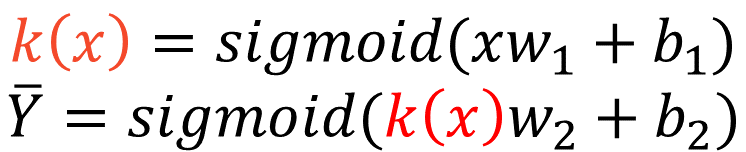 k(x) = sigmoid(xw₁ + b₁)
Ȳ = sigmoid(k(x)w₂ + b₂)